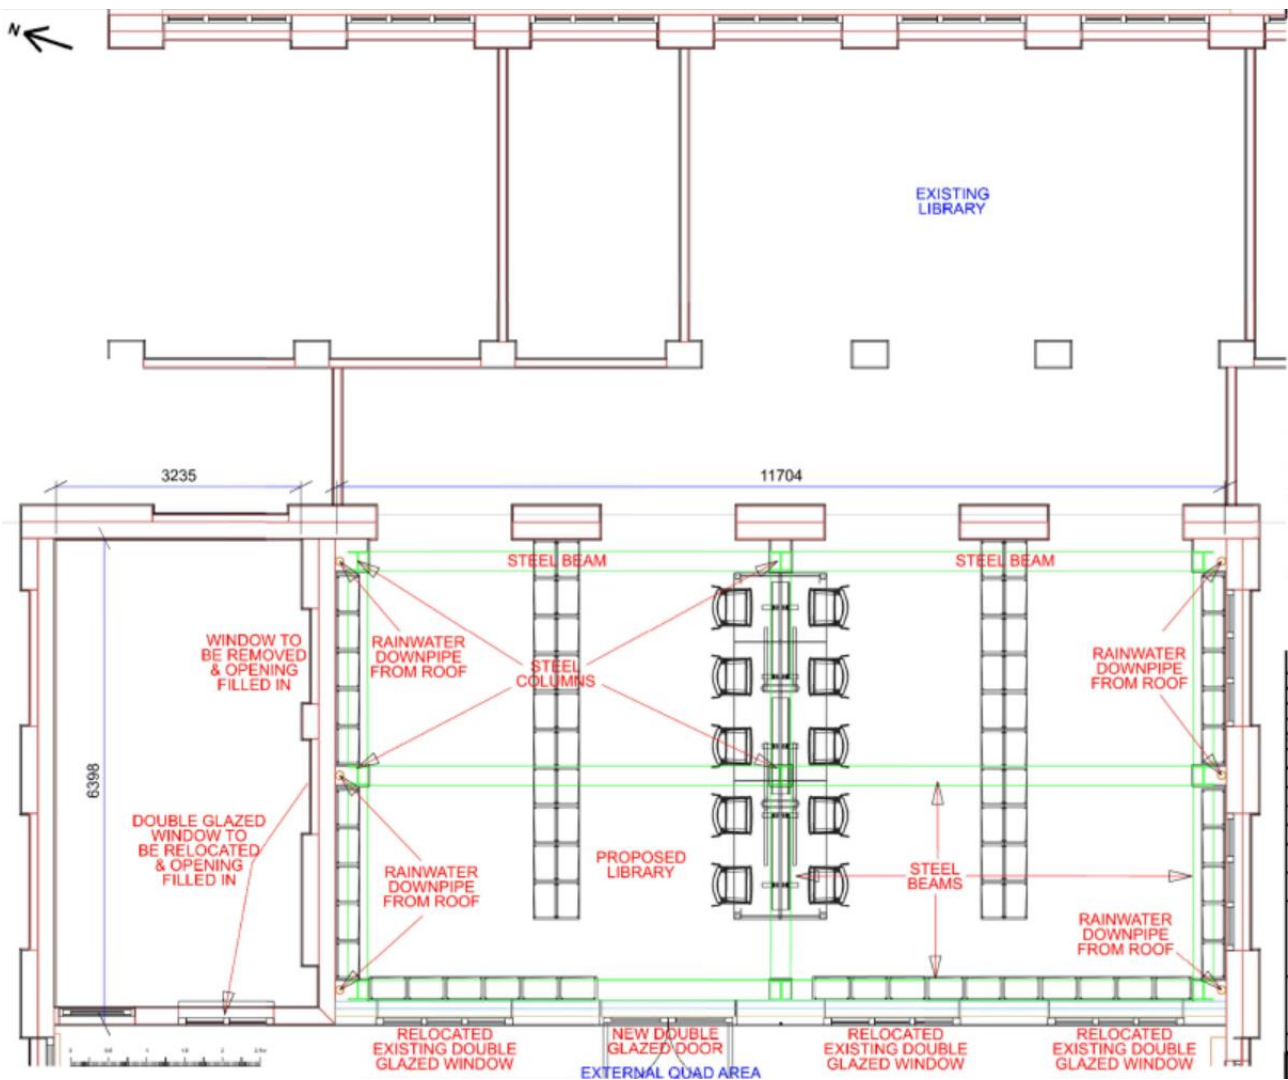 N
EXISTING
LIBRARY
3235
11704
STEEL BEAM
STEEL BEAM
WINDOW TO
BE REMOVED
& OPENING
FILLED IN
RAINWATER
DOWNPIPE
FROM ROOF
STEEL
COLUMNS
RAINWATER
DOWNPIPE
FROM ROOF
6398
DOUBLE GLAZED
WINDOW TO
BE RELOCATED
& OPENING
FILLED IN
RAINWATER
DOWNPIPE
FROM ROOF
PROPOSED
LIBRARY
STEEL
BEAMS
RAINWATER
DOWNPIPE
FROM ROOF
RELOCATED
EXISTING DOUBLE
GLAZED WINDOW
NEW DOUBLE
GLAZED DOOR
RELOCATED
EXISTING DOUBLE
GLAZED WINDOW
RELOCATED
EXISTING DOUBLE
GLAZED WINDOW
EXTERNAL QUAD AREA